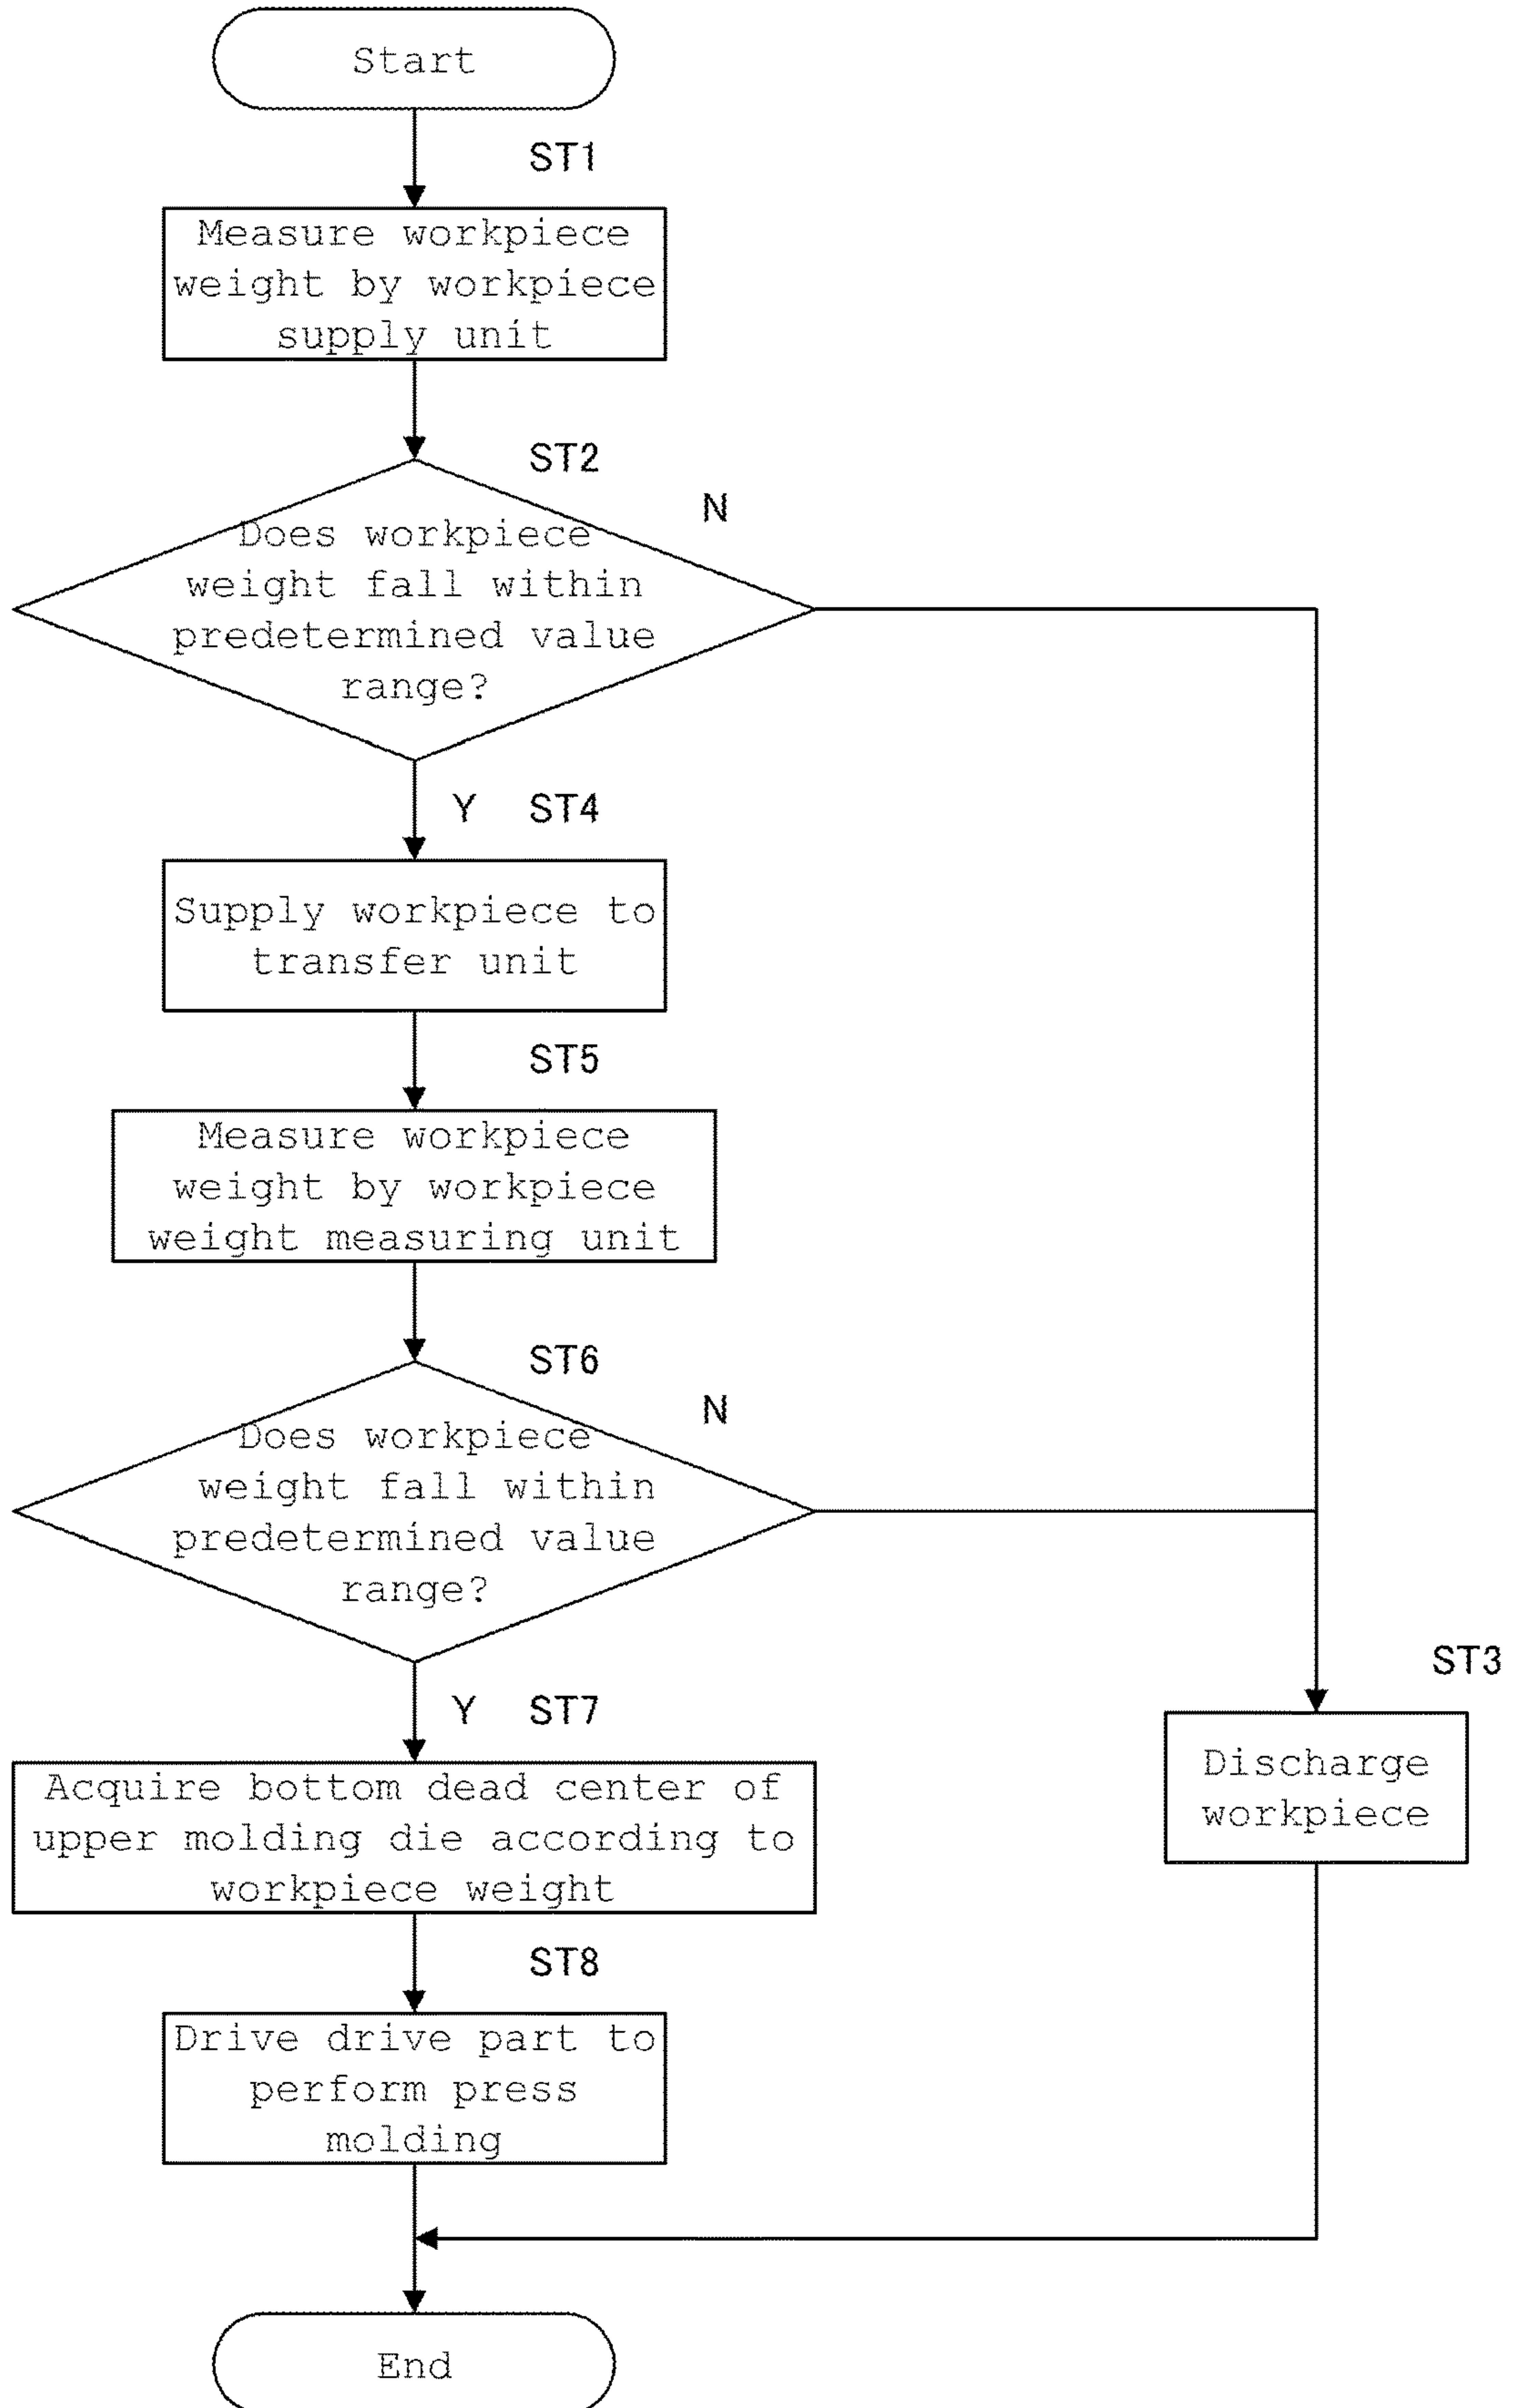 Start
ST1
Measure workpiece
weight by workpiece
supply unit
ST2
N
Does workpiece
weight fall within
predetermined value
range?
Y ST4
Supply workpiece to
transfer unit
ST5
Measure workpiece
weight by workpiece
weight measuring unit
ST6
N
Does workpiece
weight fall within
predetermined value
range?
ST3
Discharge
workpiece
Y ST7
Acquire bottom dead center of
upper molding die according to
workpiece weight
ST8
Drive drive part to
perform press
molding
End